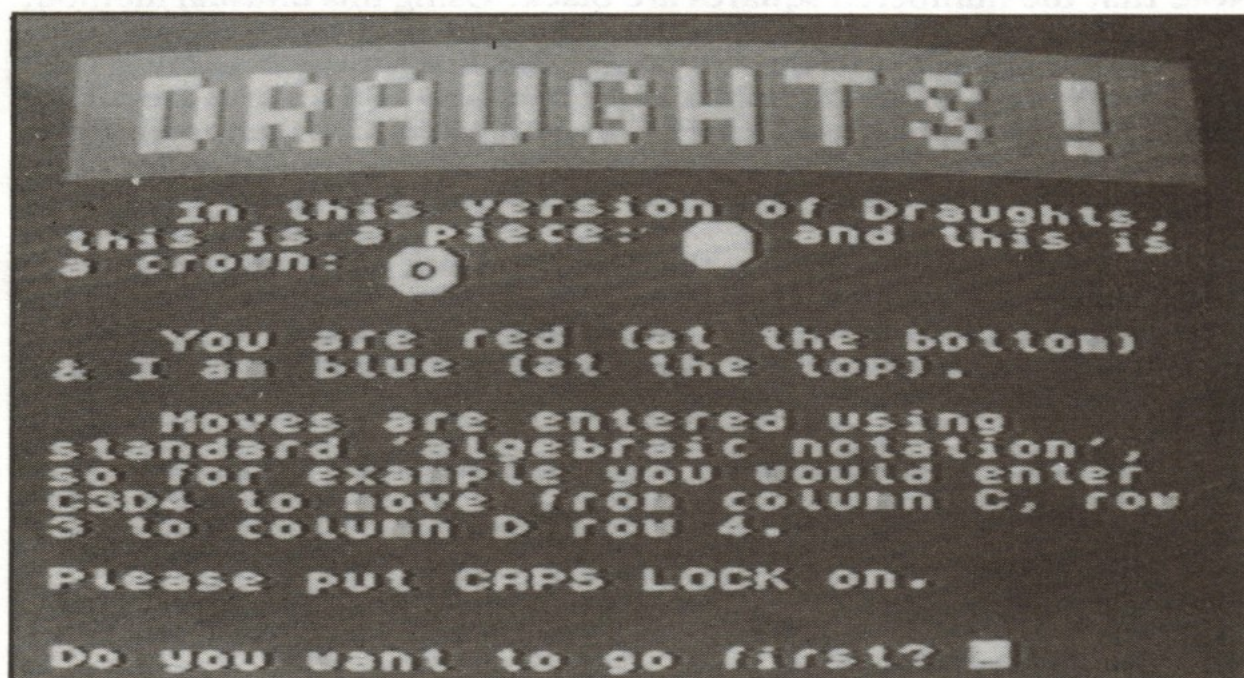 DRAUGHTS!
In this version of Draughts,
this is a piece: and this is
a crown:
You are red (at the bottom)
& I am blue (at the top).
Moves are entered using
standard 'algebraic notation',
so for example you would enter
C3D4 to move from column C, row
3 to column D row 4.
Please put CAPS LOCK on.
Do you want to go first?